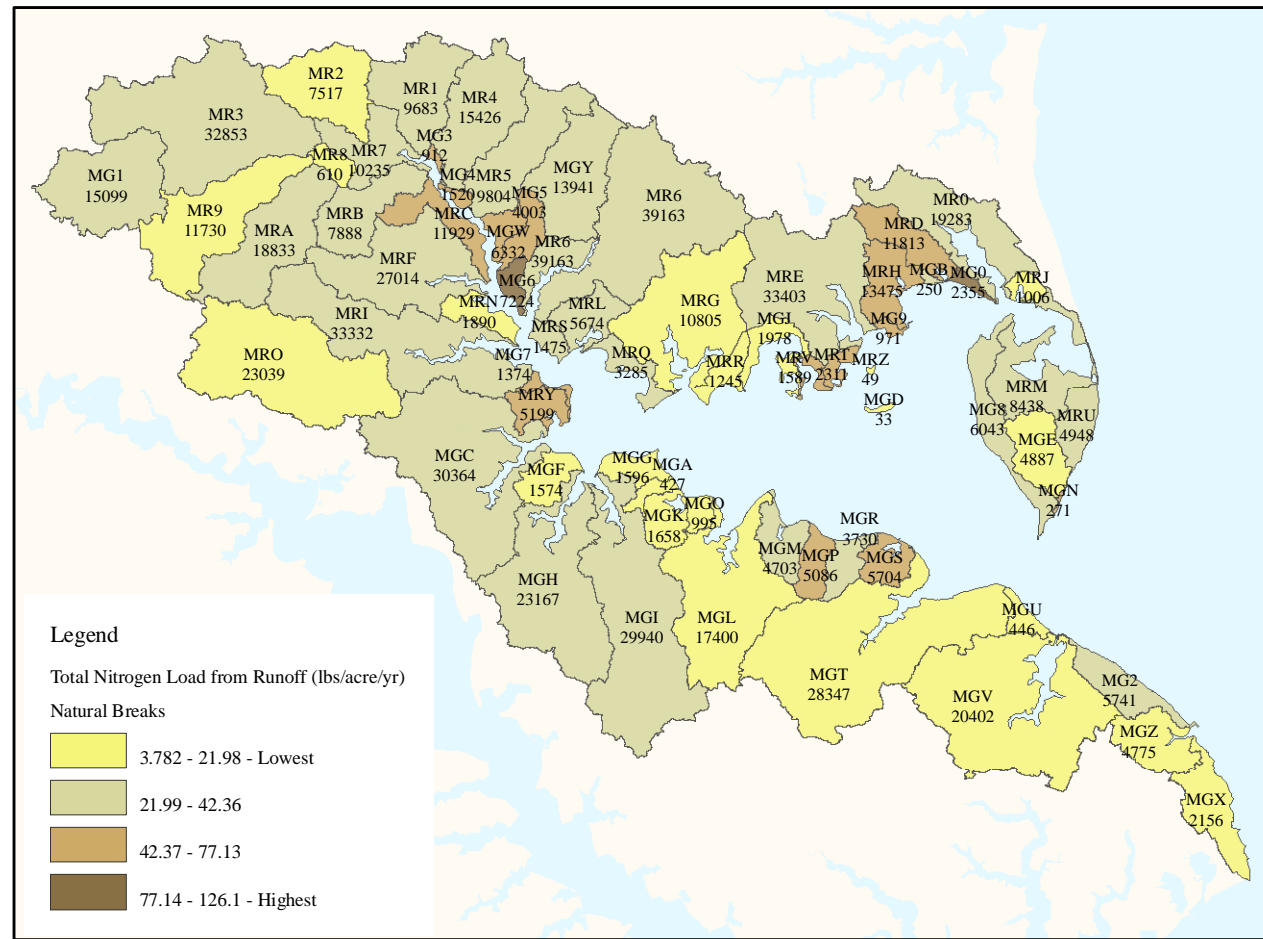 MR2
7517
MR1
9683
MR4
15426
MR3
32853
MG3
912
MR7
10235
MR8
610
MG4
1520
MR5
9804
MG5
4003
MGY
13941
MR6
39163
MG1
15099
MR9
11730
MRA
18833
MRB
7888
MRC
11929
MGW
6332
MR6
39163
MRF
27014
MG6
7224
MR0
19283
MRD
11813
MRE
33403
MRH
13475
MGB
250
MG0
2355
MRJ
1006
MRG
10805
MRN
1890
MRL
5674
MRS
1475
MRI
33332
MGJ
1978
MG9
971
MRO
23039
MG7
1374
MRQ
3285
MRR
1245
MRV
1589
MRT
2311
MRZ
49
MGD
33
MRY
5199
MRM
8438
MG8
6043
MRU
4948
MGE
4887
MGN
271
MGC
30364
MGF
1574
MGG
1596
MGA
427
MGK
1658
MGO
995
MGR
3730
MGM
4703
MGP
5086
MGS
5704
MGH
23167
MGI
29940
MGL
17400
MGT
28347
MGU
446
MGV
20402
MG2
5741
MGZ
4775
MGX
2156
Legend
Total Nitrogen Load from Runoff (lbs/acre/yr)
Natural Breaks
3.782 - 21.98 - Lowest
21.99 - 42.36
42.37 - 77.13
77.14 - 126.1 - Highest